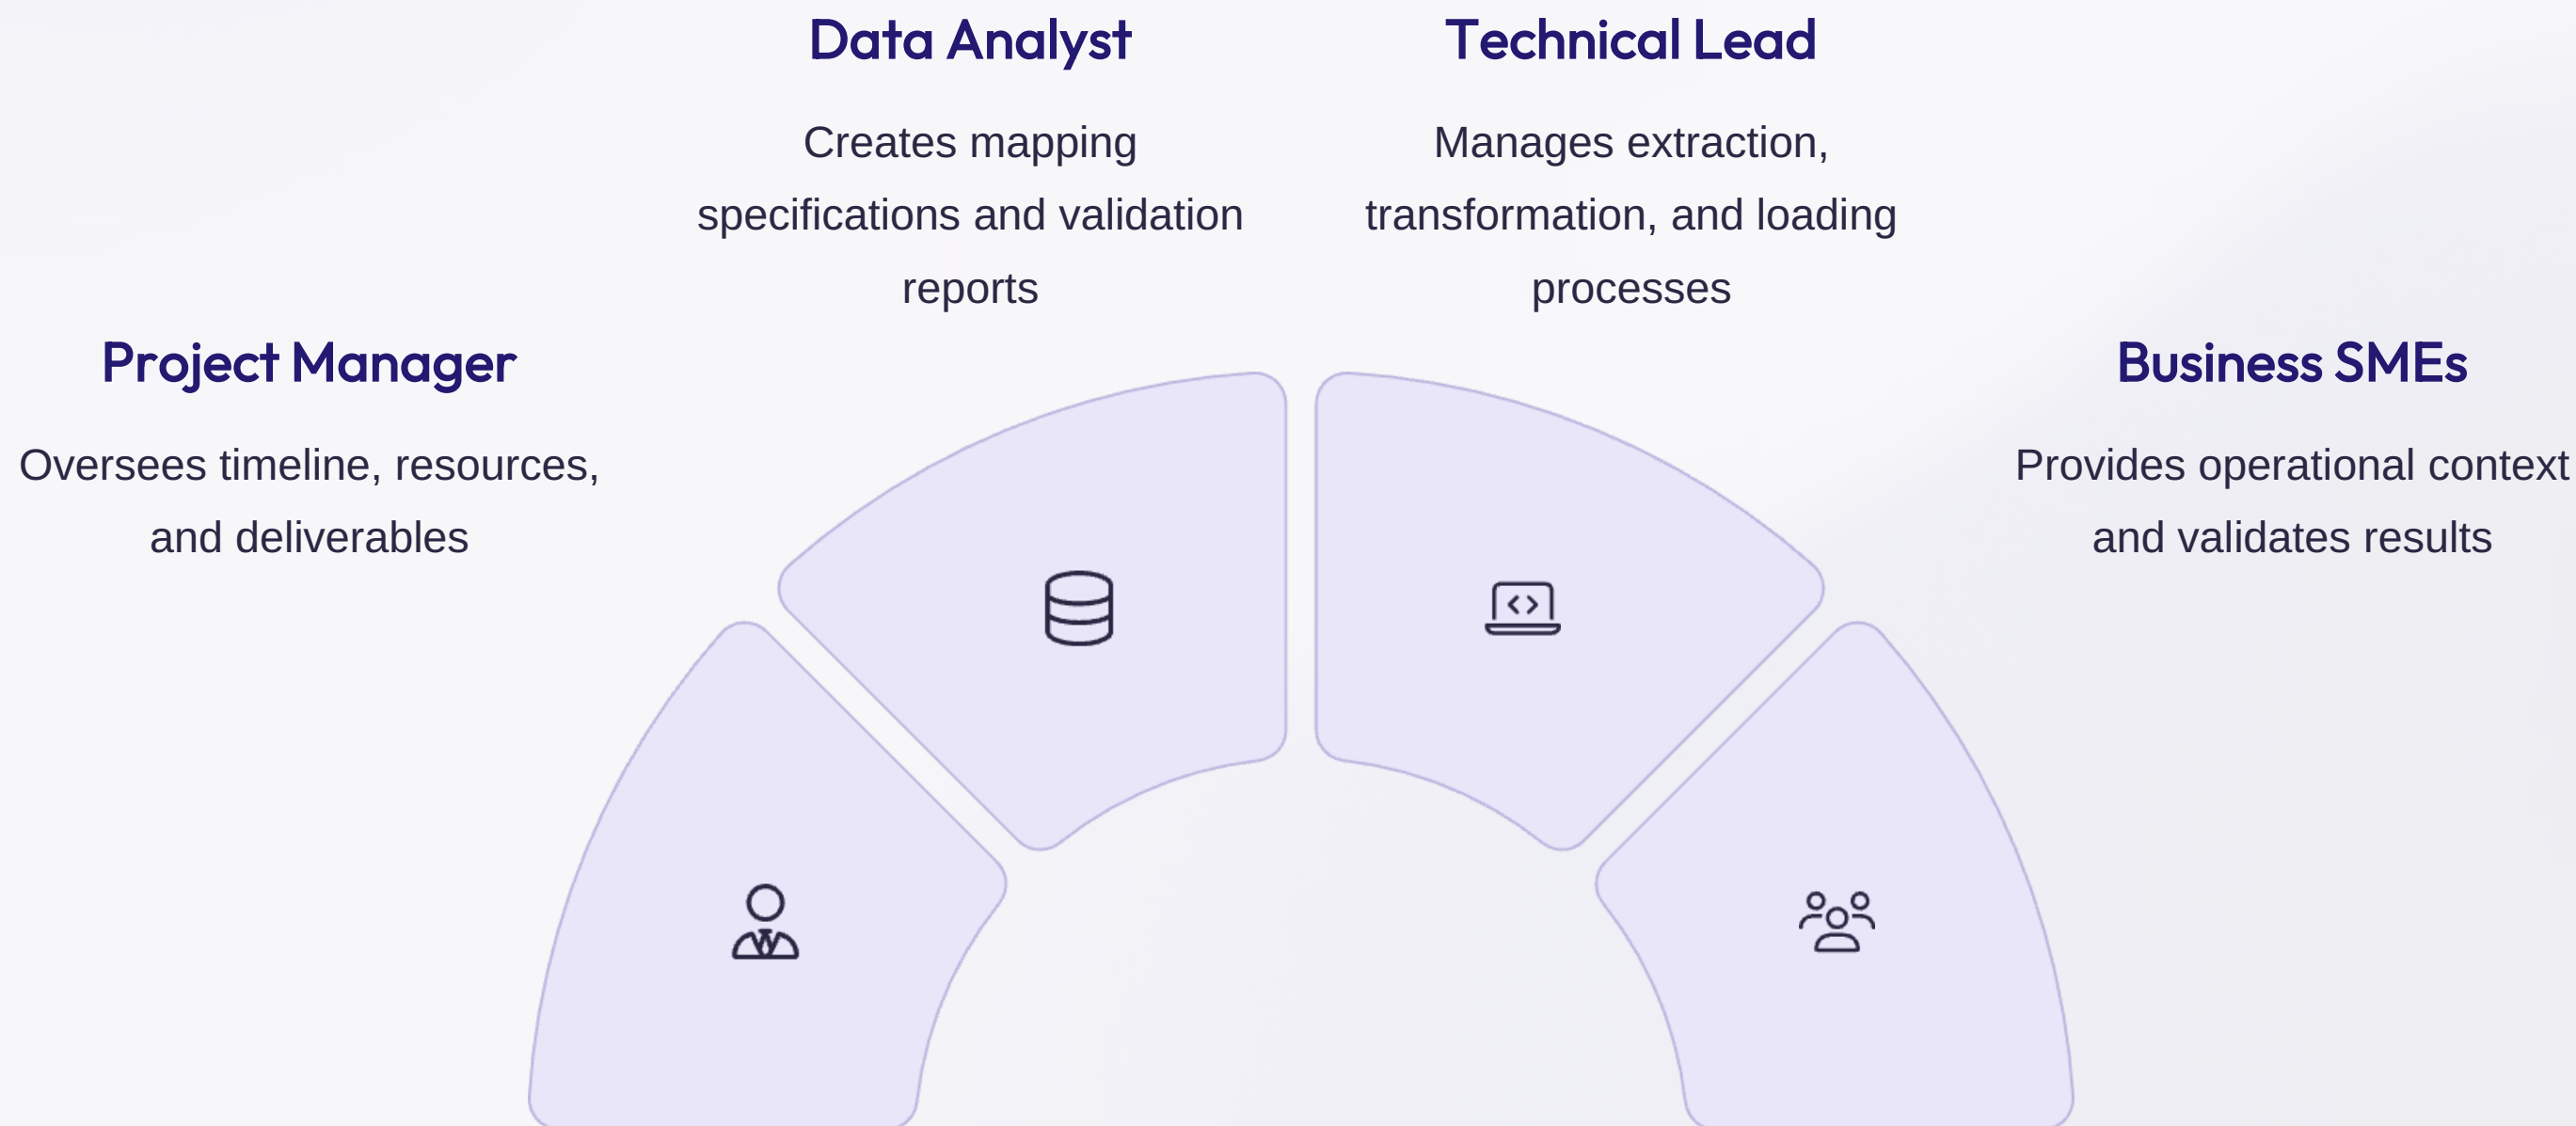 Data Analyst
Creates mapping
specifications and validation
reports
Technical Lead
Manages extraction,
transformation, and loading
processes
Project Manager
Oversees timeline, resources,
and deliverables
Business SMEs
Provides operational context
and validates results